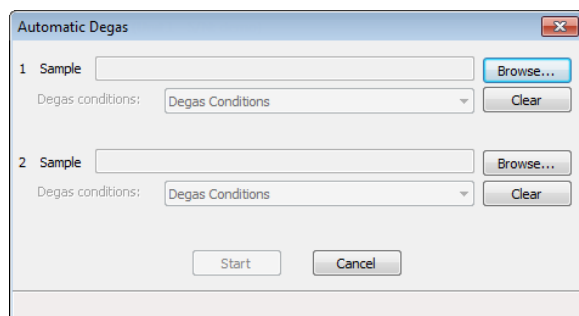 Automatic Degas
1 Sample Browse...
Degas conditions: Degas Conditions Clear
2 Sample Browse...
Degas conditions: Degas Conditions Clear
Start Cancel